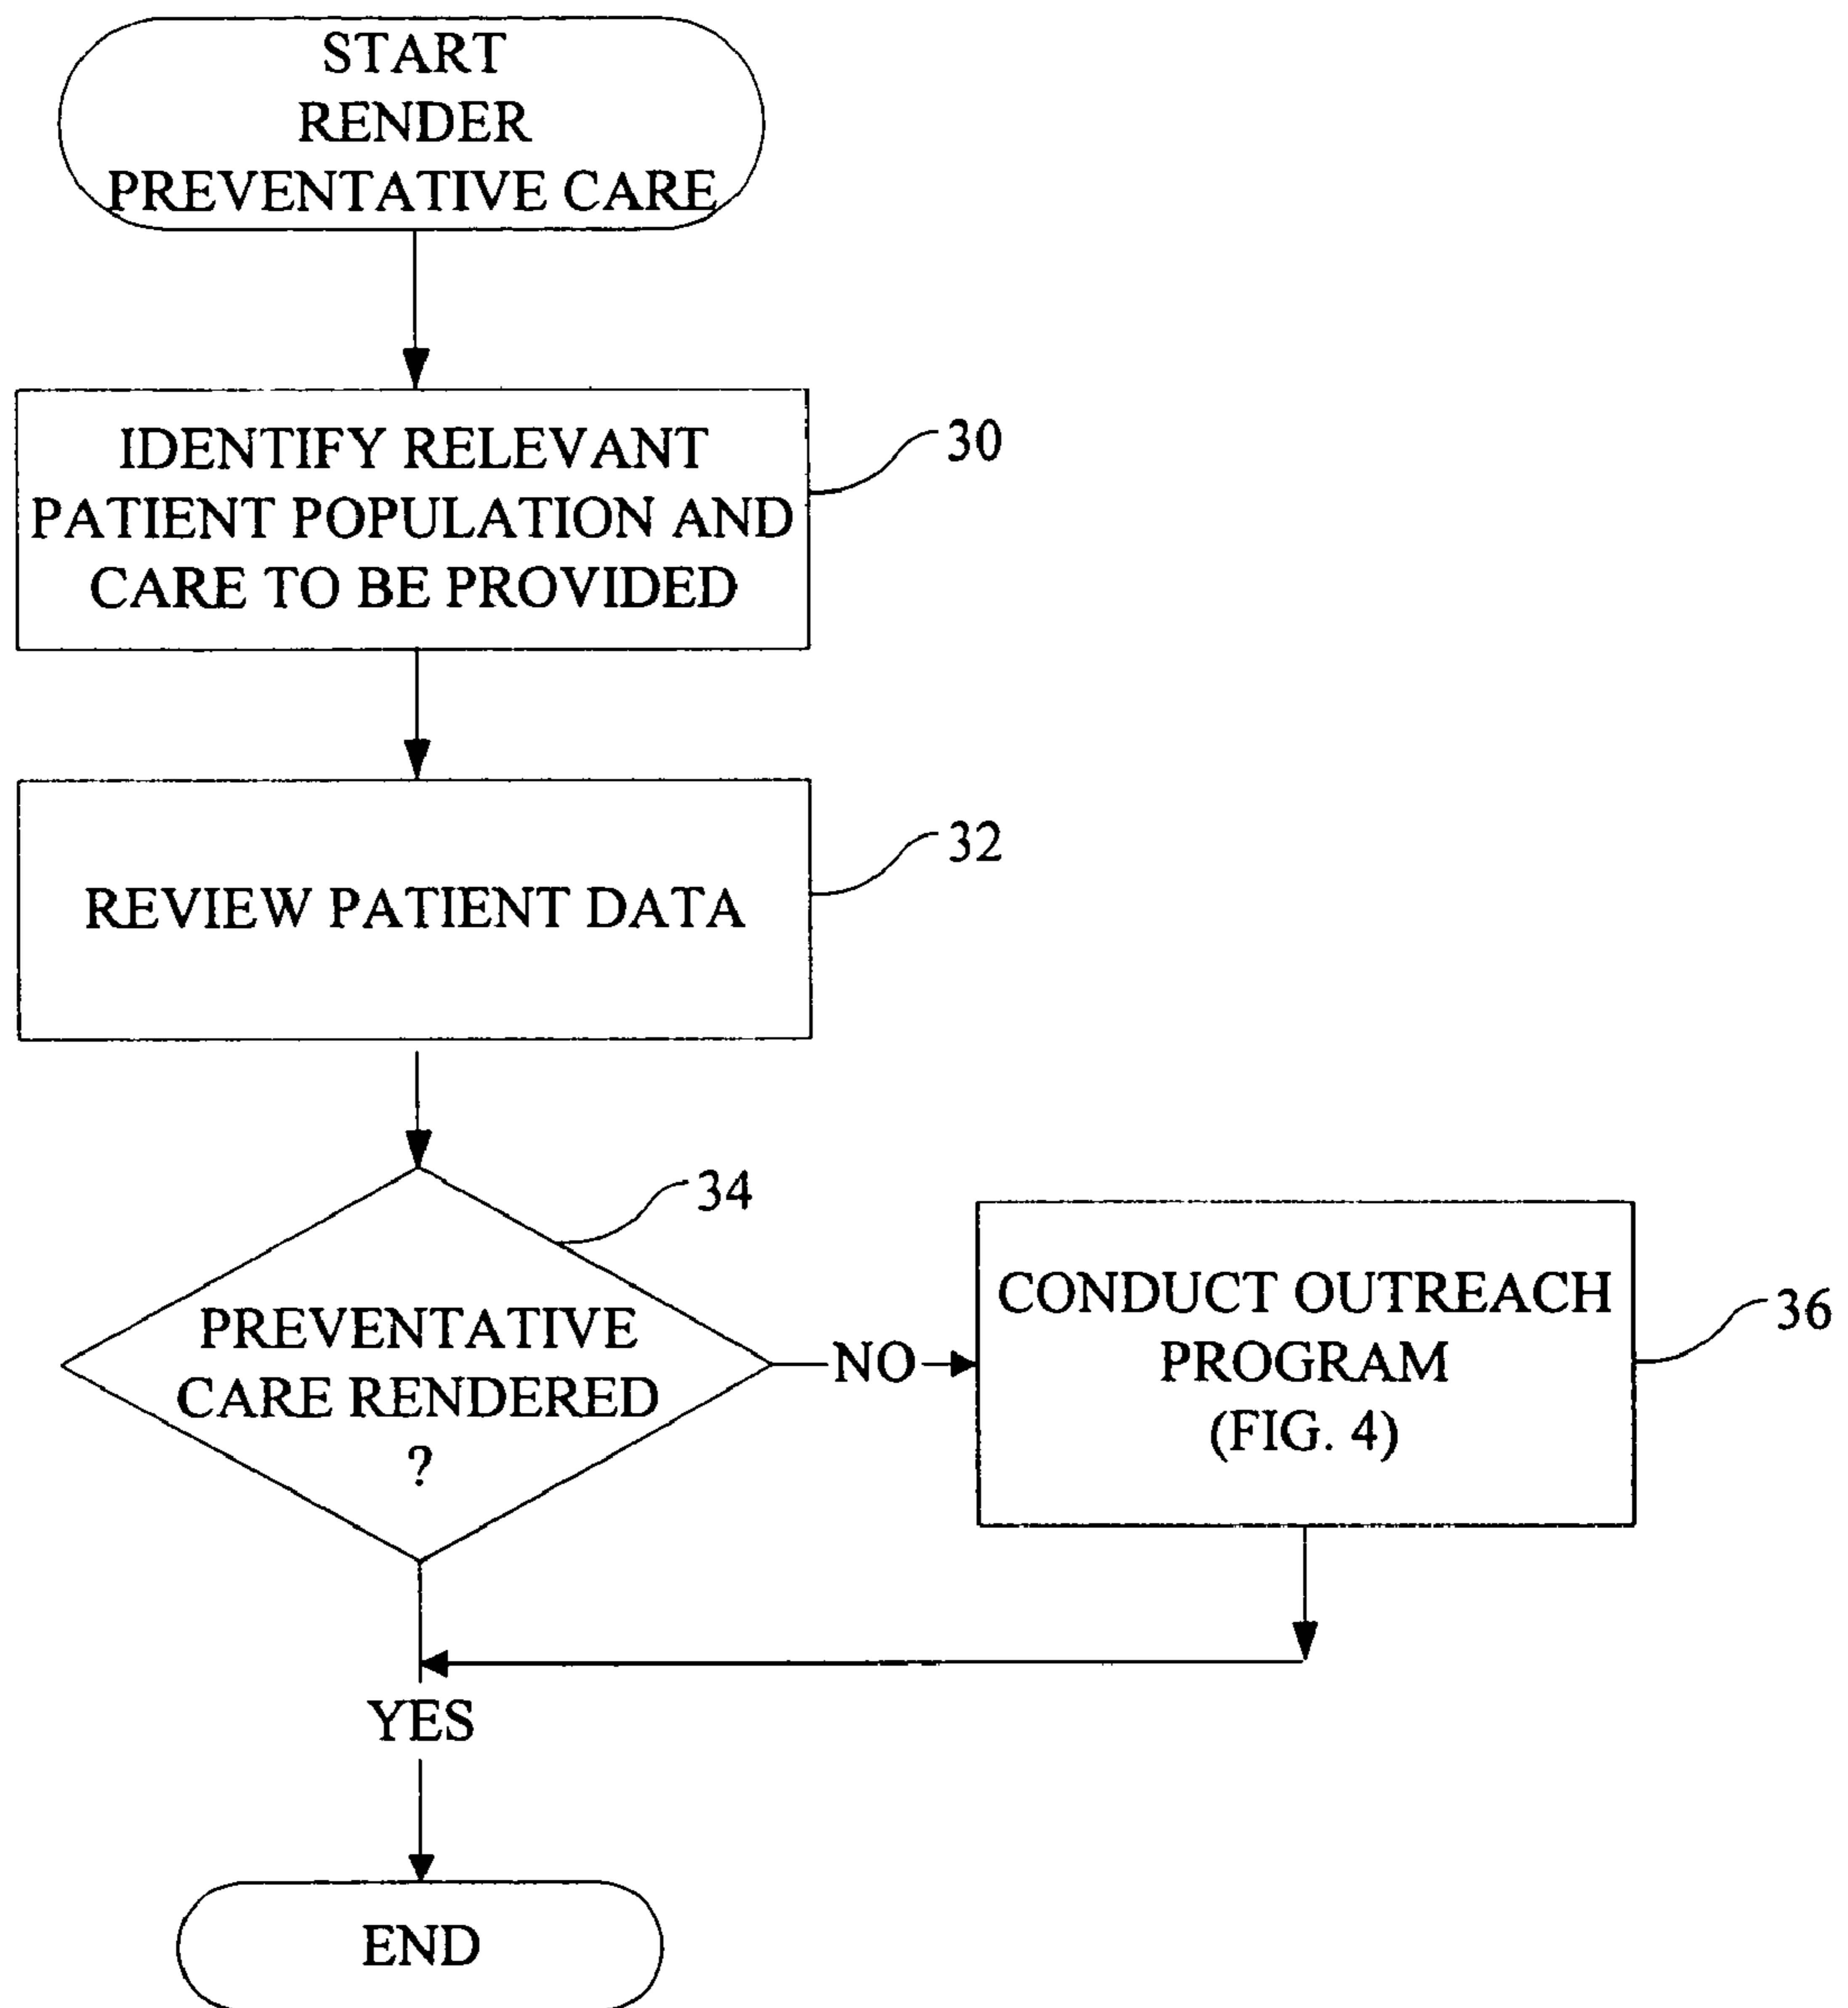 START
RENDER
PREVENTATIVE CARE
IDENTIFY RELEVANT
PATIENT POPULATION AND
CARE TO BE PROVIDED
30
REVIEW PATIENT DATA
32
34
PREVENTATIVE
CARE RENDERED
?
NO
CONDUCT OUTREACH
PROGRAM
(FIG. 4)
36
YES
END